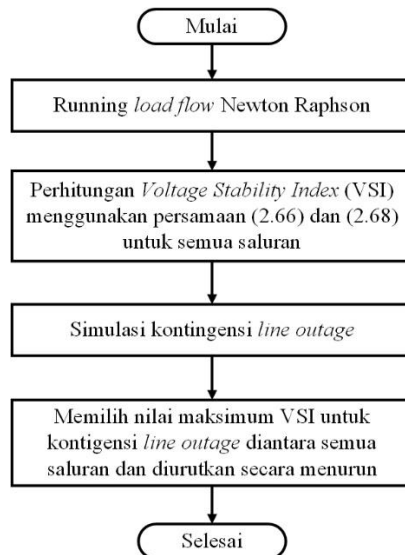 Mulai
Running load flow Newton Raphson
Perhitungan Voltage Stability Index (VSI)
menggunakan persamaan (2.66) dan (2.68)
untuk semua saluran
Simulasi kontingensi line outage
Memilih nilai maksimum VSI untuk
kontigensi line outage diantara semua
saluran dan diurutkan secara menurun
Selesai